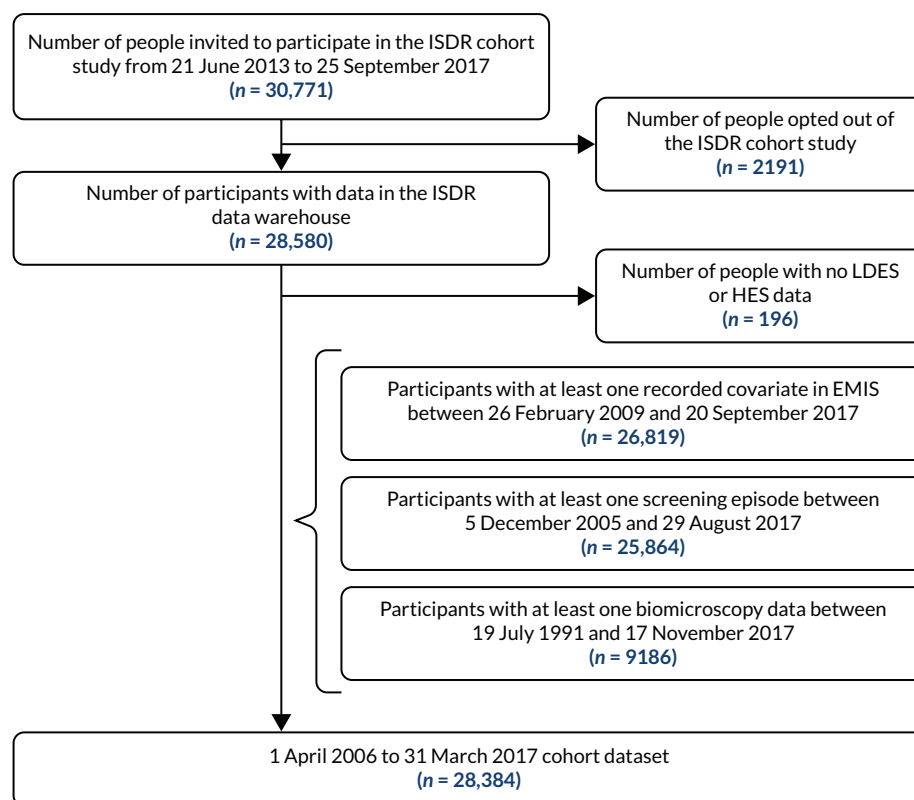 Number of people invited to participate in the ISDR cohort
study from 21 June 2013 to 25 September 2017
(n = 30,771)
Number of people opted out of
the ISDR cohort study
(n = 2191)
Number of participants with data in the ISDR
data warehouse
(n = 28,580)
Number of people with no LDES
or HES data
(n = 196)
Participants with at least one recorded covariate in EMIS
between 26 February 2009 and 20 September 2017
(n = 26,819)
Participants with at least one screening episode between
5 December 2005 and 29 August 2017
(n = 25,864)
Participants with at least one biomicroscopy data between
19 July 1991 and 17 November 2017
(n = 9186)
1 April 2006 to 31 March 2017 cohort dataset
(n = 28,384)